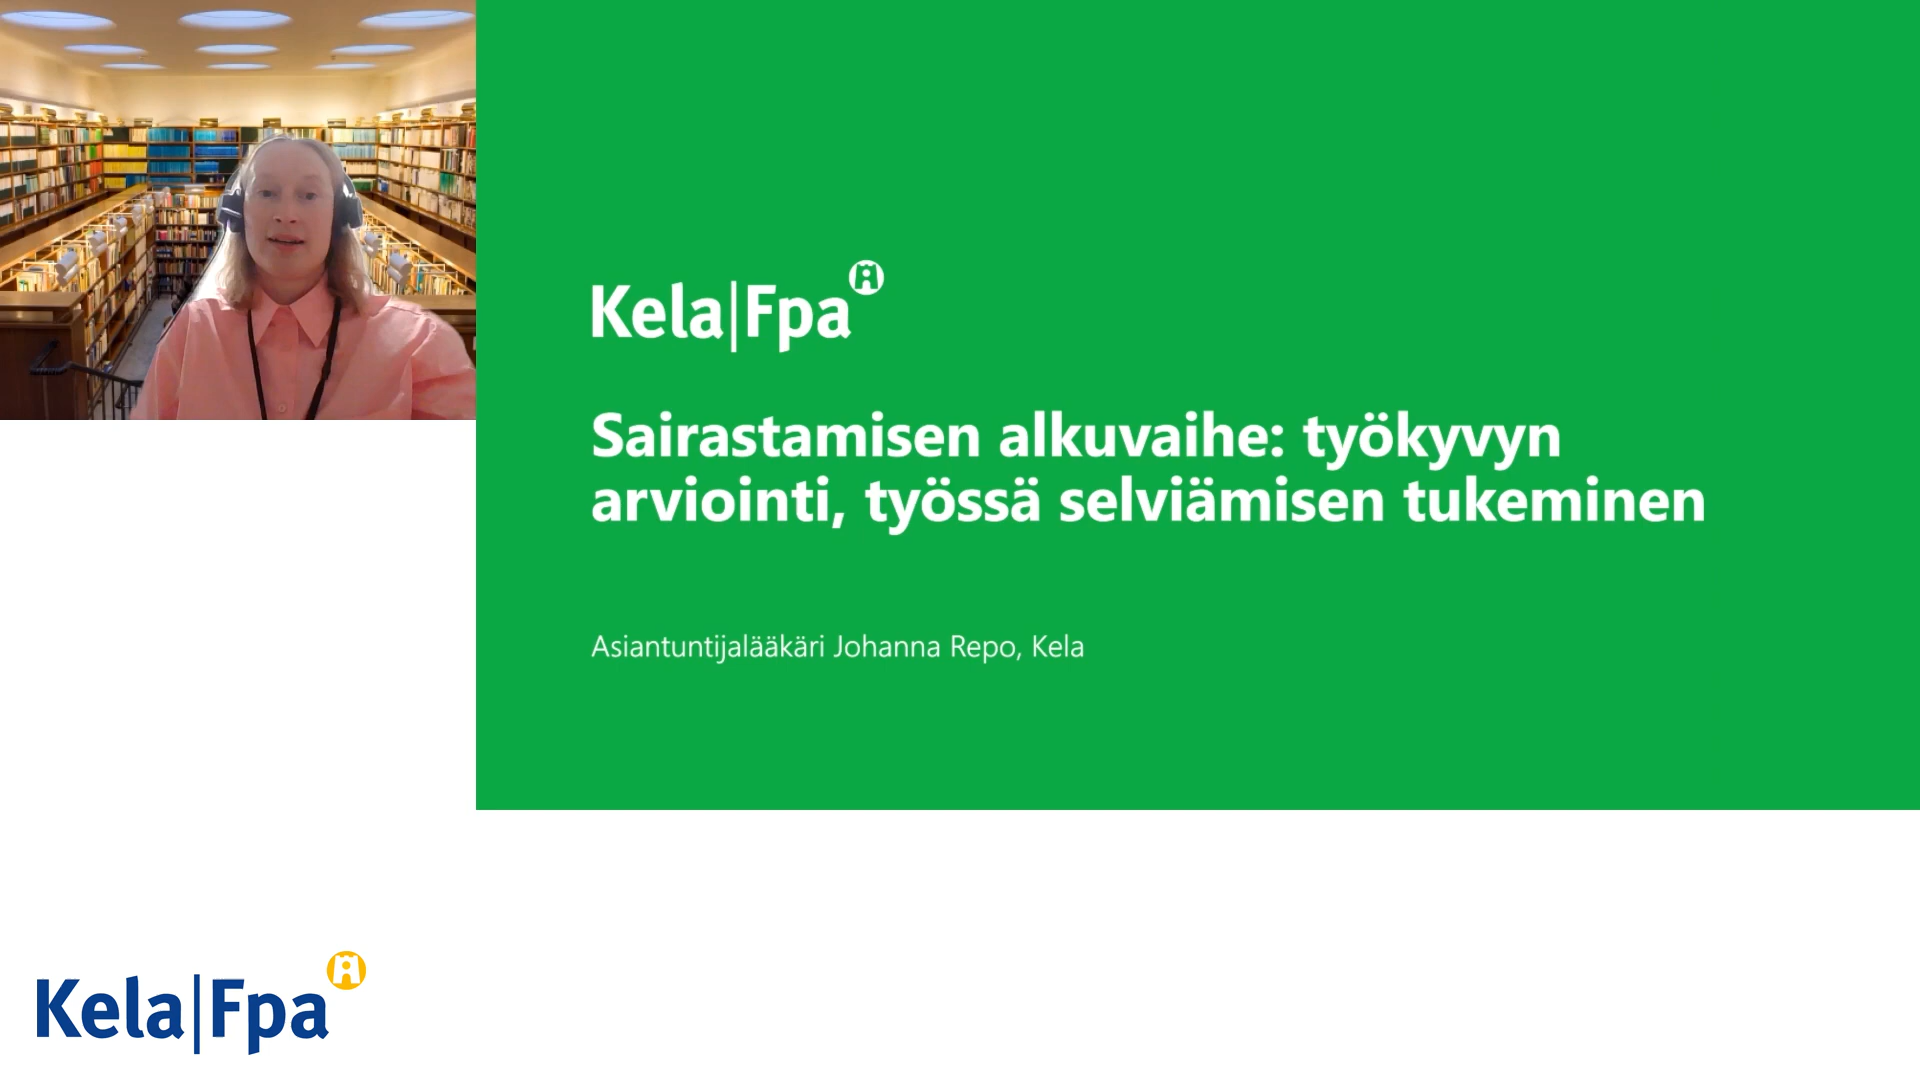 Kela|Fpa
Sairastamisen alkuvaihe: työkyvyn
arviointi, työssä selviämisen tukeminen
Asiantuntijalääkäri Johanna Repo, Kela
Kela|Fpa